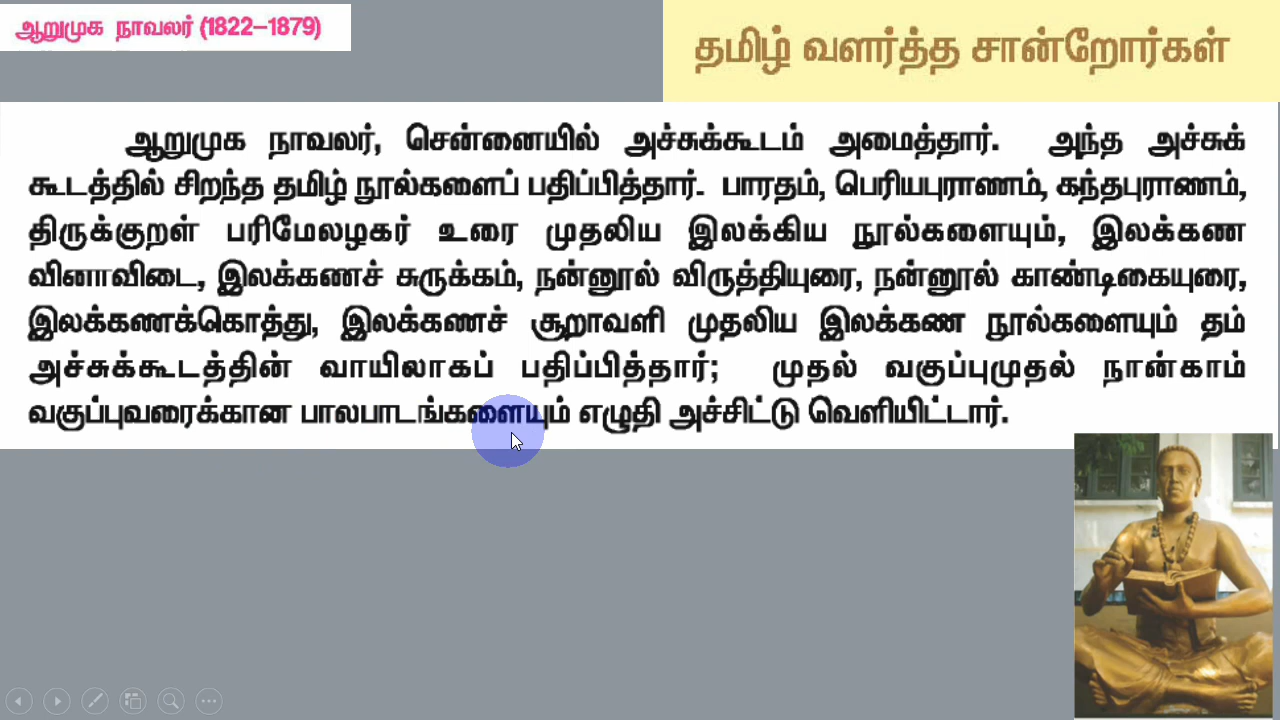 ஆறுமுக நாவலர் (1822–1879)
தமிழ் வளர்த்த சான்றோர்கள்
ஆறுமுக நாவலர், சென்னையில் அச்சுக்கூடம் அமைத்தார். அந்த அச்சுக்
கூடத்தில் சிறந்த தமிழ் நூல்களைப் பதிப்பித்தார். பாரதம், பெரியபுராணம், கந்தபுராணம்,
திருக்குறள் பரிமேலழகர் உரை முதலிய இலக்கிய நூல்களையும், இலக்கண
வினாவிடை, இலக்கணச் சுருக்கம், நன்னூல் விருத்தியுரை, நன்னூல் காண்டிகையுரை,
இலக்கணக்கொத்து, இலக்கணச் சூறாவளி முதலிய இலக்கண நூல்களையும் தம்
அச்சுக்கூடத்தின் வாயிலாகப் பதிப்பித்தார்; முதல் வகுப்புமுதல் நான்காம்
வகுப்புவரைக்கான பாலபாடங்களையும் எழுதி அச்சிட்டு வெளியிட்டார்.